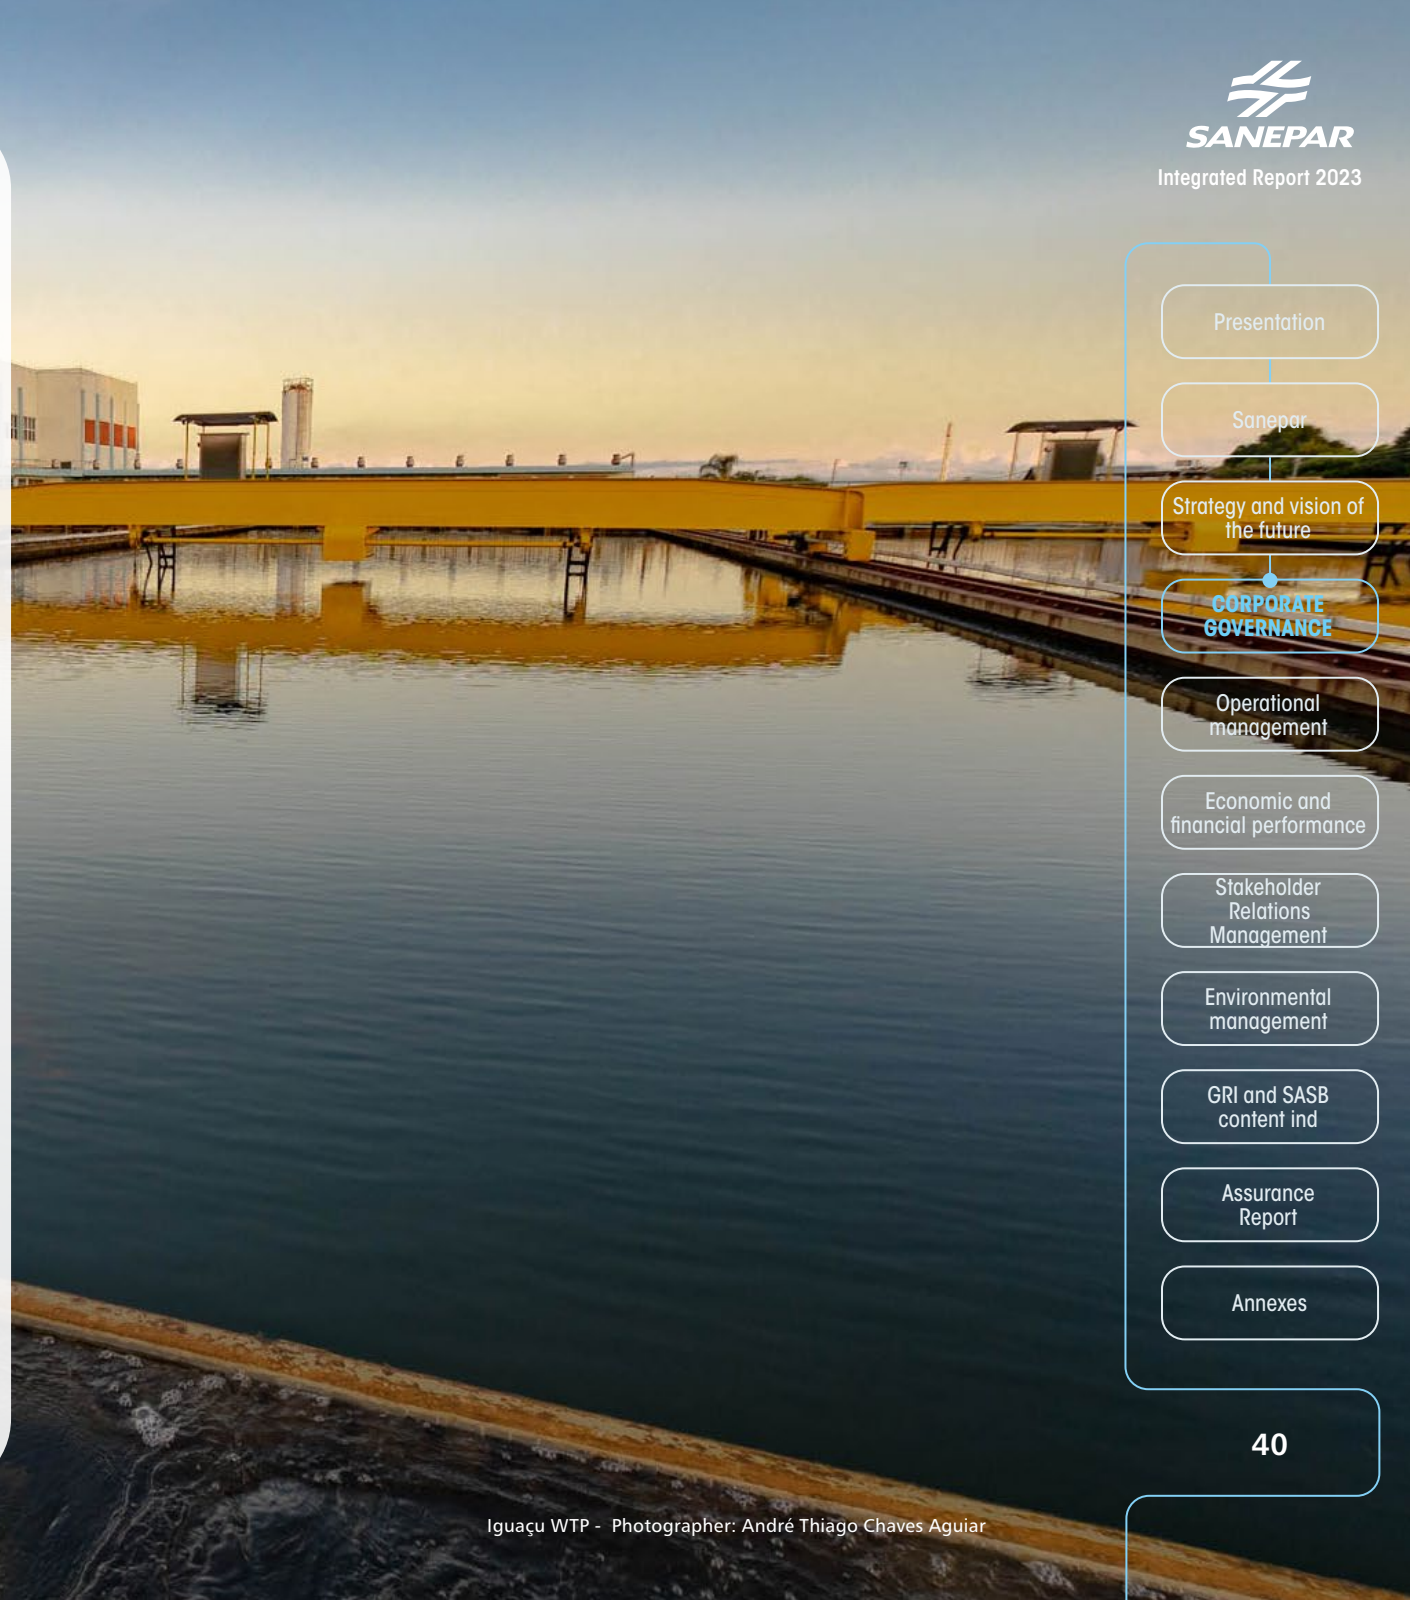 SANEPAR
Integrated Report 2023
Presentation
Sanepar
Strategy and vision of
the future
CORPORATE
GOVERNANCE
Operational
management
Economic and
financial performance
Stakeholder
Relations
Management
Environmental
management
GRI and SASB
content ind
Assurance
Report
Annexes
40
Iguaçu WTP - Photographer: André Thiago Chaves Aguiar